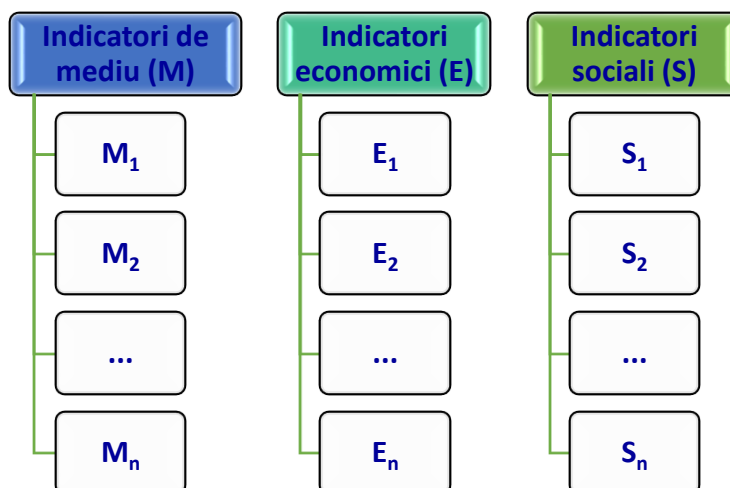 Indicatori de
mediu (M)
M₁
M₂
...
Mₙ
Indicatori
economici (E)
E₁
E₂
...
Eₙ
Indicatori
sociali (S)
S₁
S₂
...
Sₙ